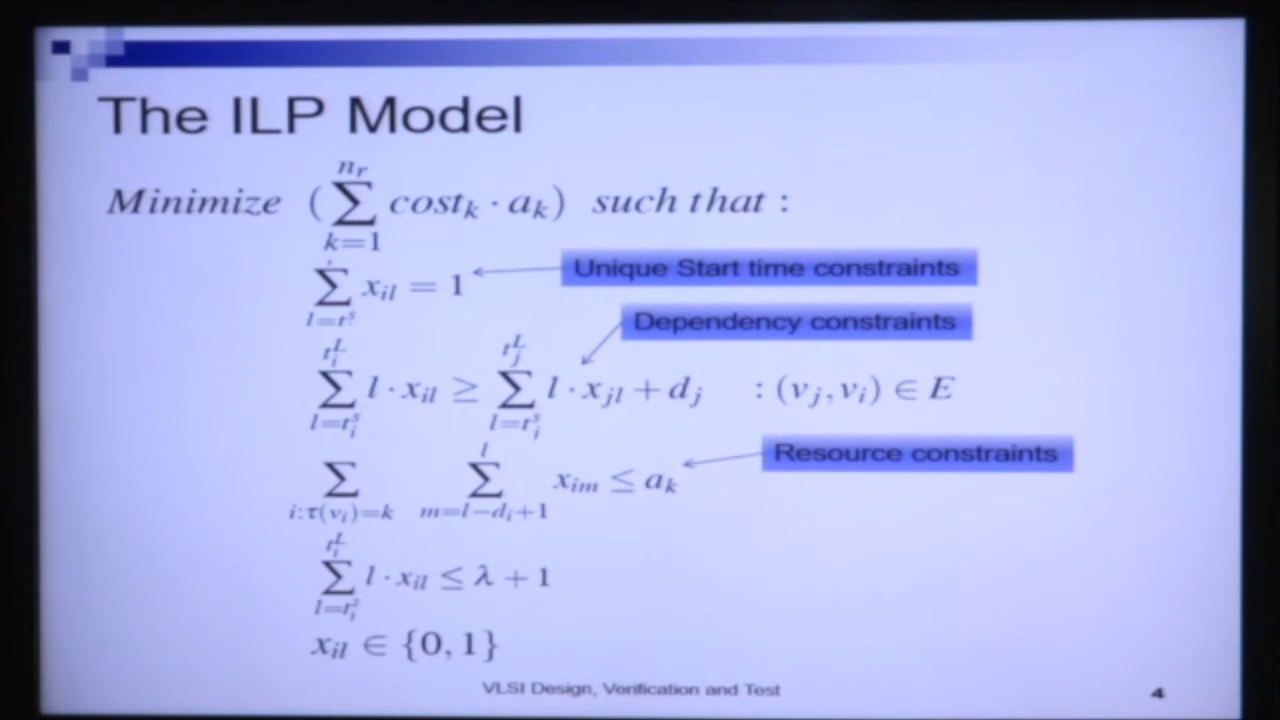 The ILP Model
Minimize ( ∑_{k=1}^{n_r} cost_k · a_k ) such that :
∑_{l=t^s} x_{il} = 1 Unique Start time constraints
Dependency constraints
∑_{l=t_i^s}^{t_i^L} l · x_{il} ≥ ∑_{l=t_j^s}^{t_j^L} l · x_{jl} + d_j : (v_j, v_i) ∈ E
Resource constraints
∑_{i:τ(v_i)=k} ∑_{m=l−d_i+1}^{l} x_{im} ≤ a_k
∑_{l=t_i^s}^{t_i^L} l · x_{il} ≤ λ + 1
x_{il} ∈ {0, 1}
VLSI Design, Verification and Test 4